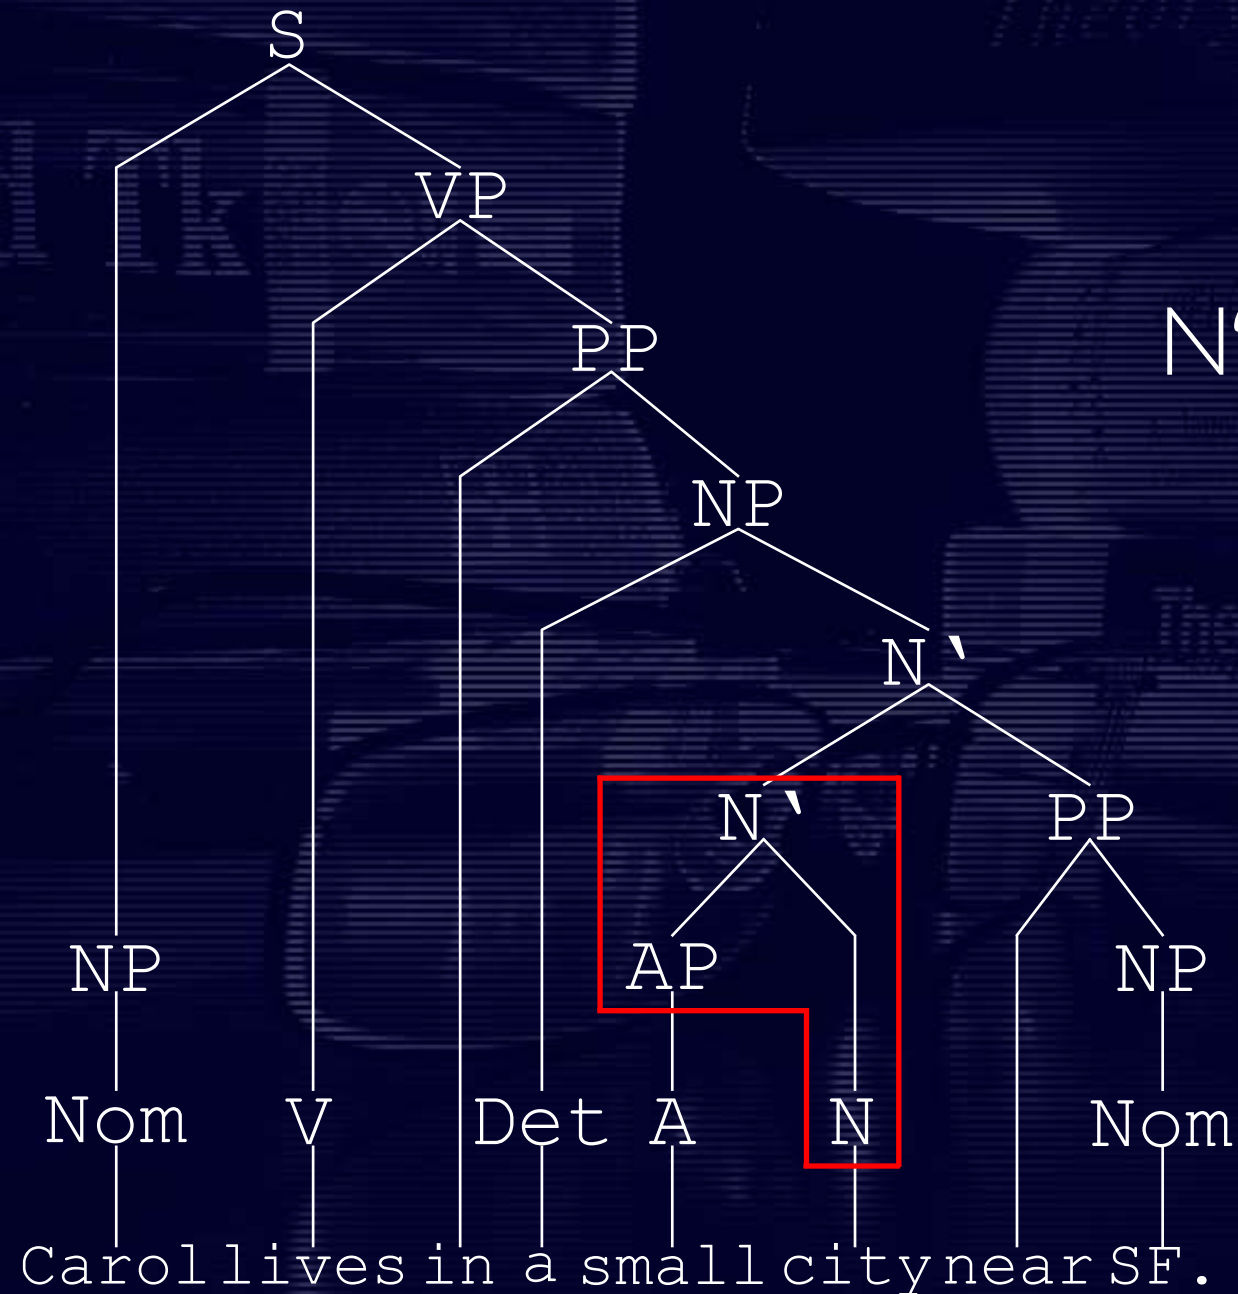 S
VP
PP
NP
N`
N` PP
NP AP NP
Nom V Det A N Nom
Carol lives in a small city near SF.